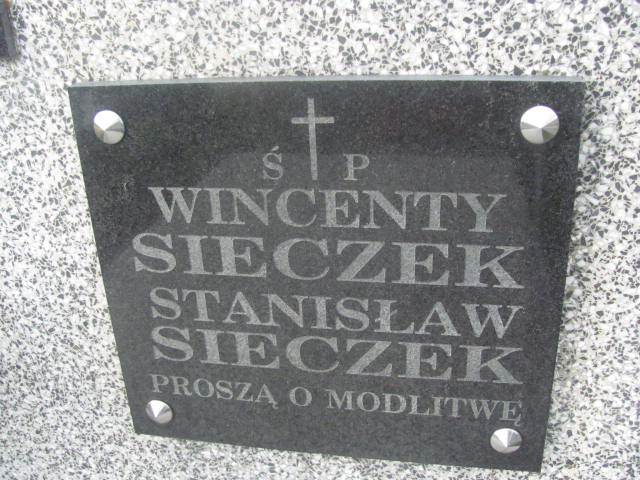 Ś P
WINCENTY
SIECZEK
STANISŁAW
SIECZEK
PROSZĄ O MODLITWĘ